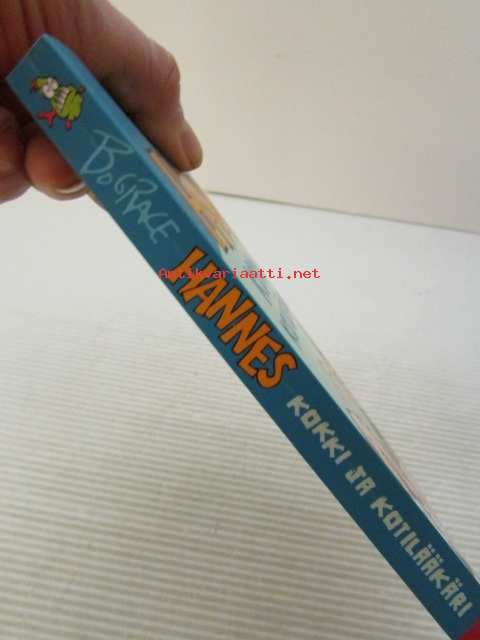 BO GRACE
HANNES
KOKKI JA KOTILÄÄKÄRI
Antikvariaatti.net